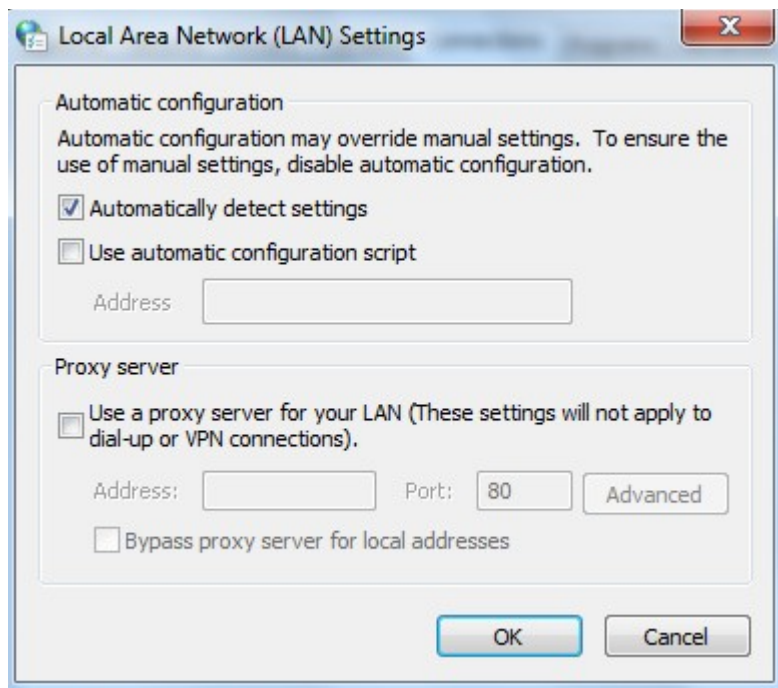 Local Area Network (LAN) Settings
Automatic configuration
Automatic configuration may override manual settings. To ensure the
use of manual settings, disable automatic configuration.
Automatically detect settings
Use automatic configuration script
Address
Proxy server
Use a proxy server for your LAN (These settings will not apply to
dial-up or VPN connections).
Address: Port: 80 Advanced
Bypass proxy server for local addresses
OK Cancel